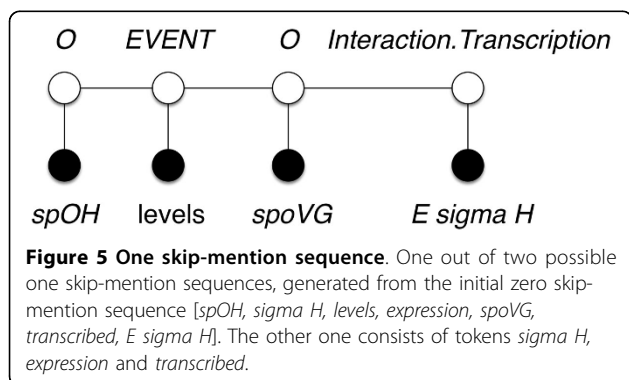 O EVENT O Interaction.Transcription
spOH levels spoVG E sigma H
Figure 5 One skip-mention sequence. One out of two possible
one skip-mention sequences, generated from the initial zero skip-
mention sequence [spOH, sigma H, levels, expression, spoVG,
transcribed, E sigma H]. The other one consists of tokens sigma H,
expression and transcribed.